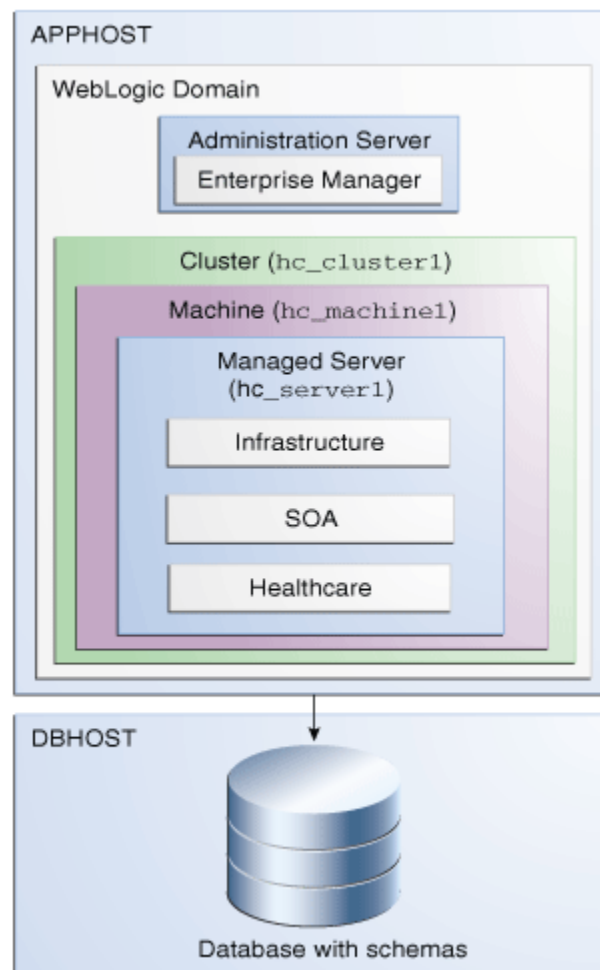 APPHOST
WebLogic Domain
Administration Server
Enterprise Manager
Cluster (hc_cluster1)
Machine (hc_machine1)
Managed Server
(hc_server1)
Infrastructure
SOA
Healthcare
DBHOST
Database with schemas